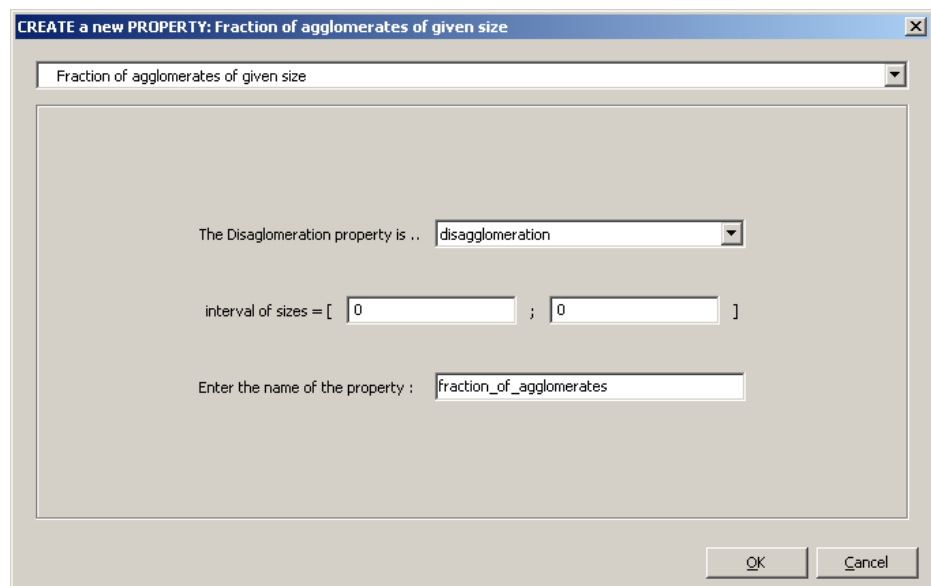 CREATE a new PROPERTY: Fraction of agglomerates of given size
Fraction of agglomerates of given size
The Disaglomeration property is .. disagglomeration
interval of sizes = [ 0 ; 0 ]
Enter the name of the property : fraction_of_agglomerates
OK Cancel